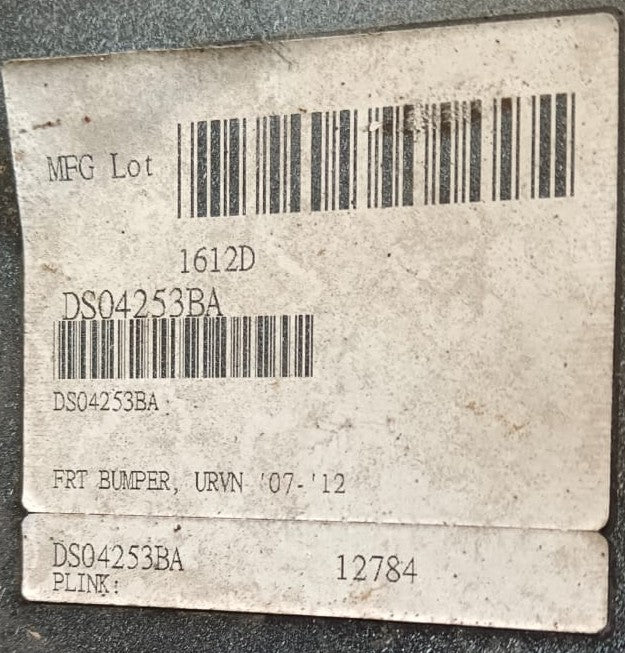 MFG Lot
1612D
DS04253BA
DS04253BA
FRT BUMPER, URVN '07-'12
DS04253BA 12784
PLINK: